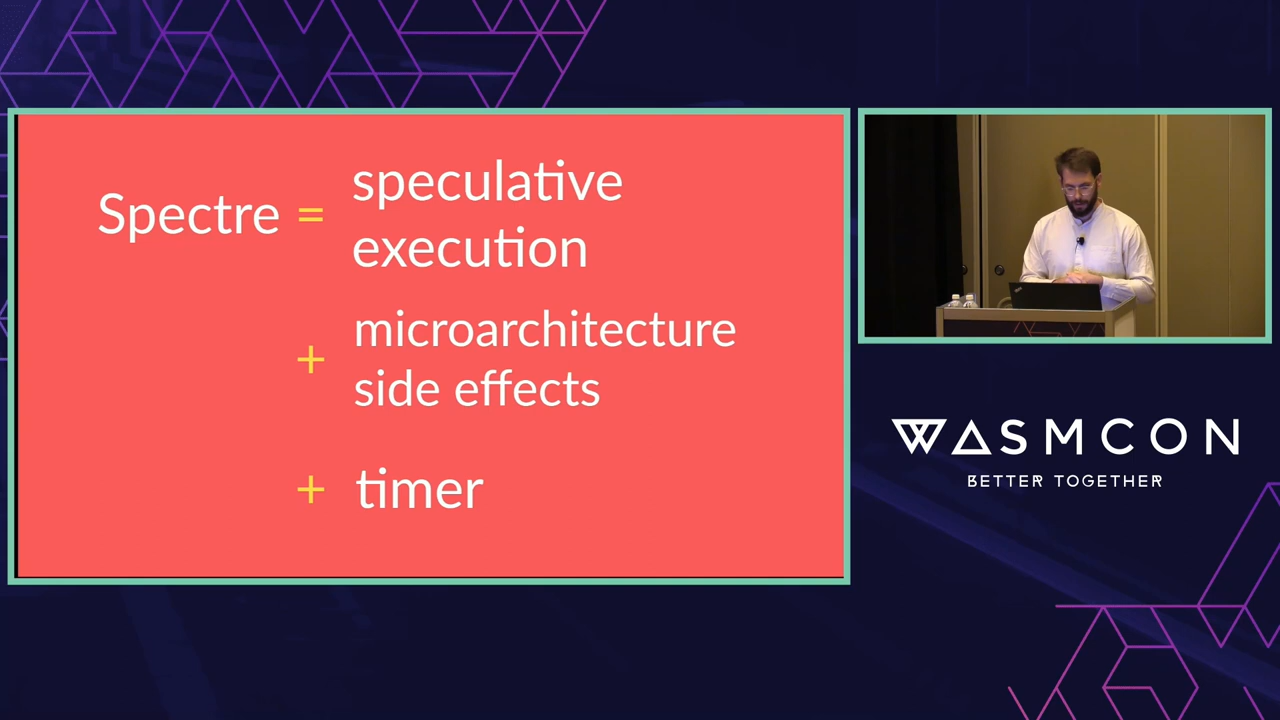 Spectre = speculative
execution
+ microarchitecture
side effects
+ timer
WASMCON
BETTER TOGETHER